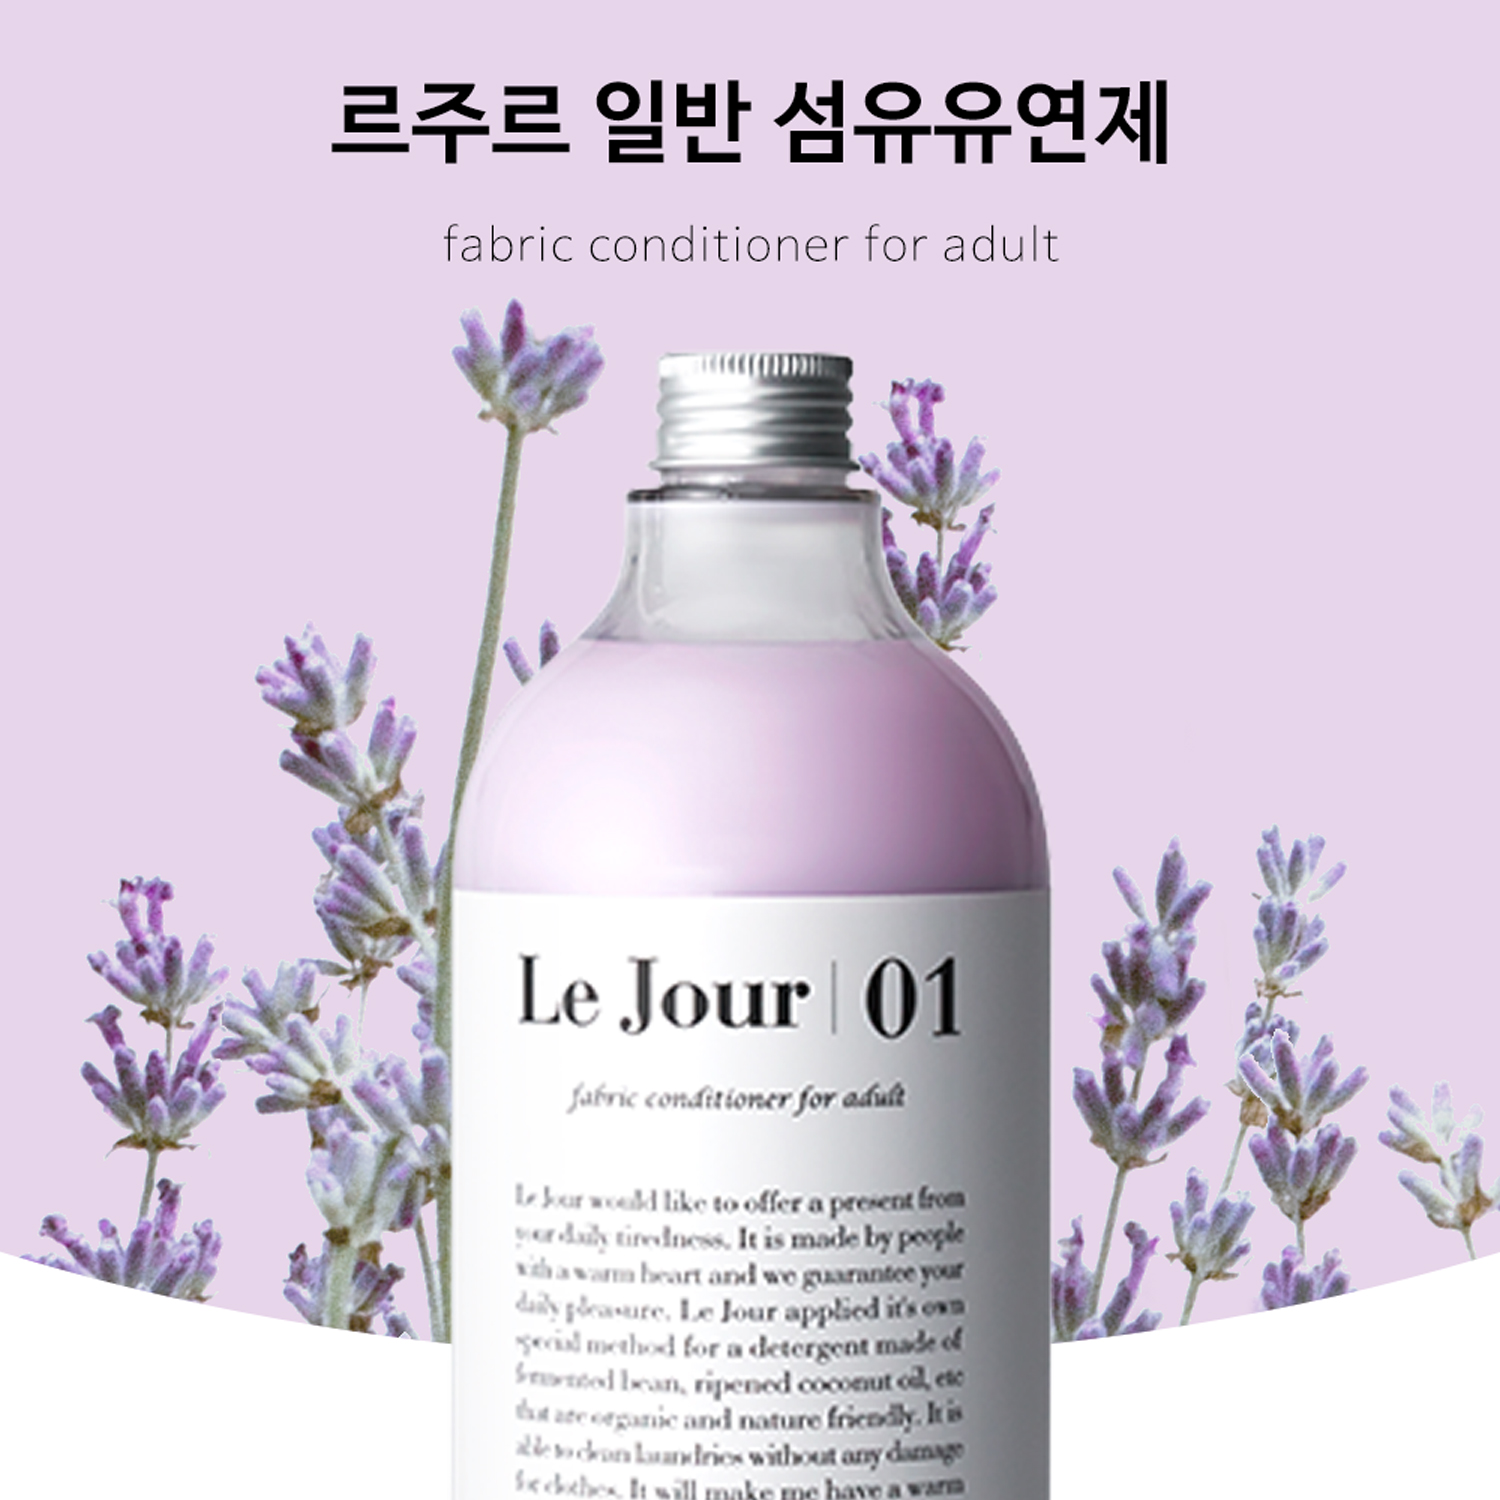 르주르 일반 섬유유연제
fabric conditioner for adult
Le Jour | 01
fabric conditioner for adult
Le Jour would like to offer a present from
your daily tiredness. It is made by people
with a warm heart and we guarantee your
daily pleasure. Le Jour applied it's own
special method for a detergent made of
fermented bean, ripened coconut oil, etc
that are organic and nature friendly. It is
able to clean laundries without any damage
for clothes. It will make me have a warm